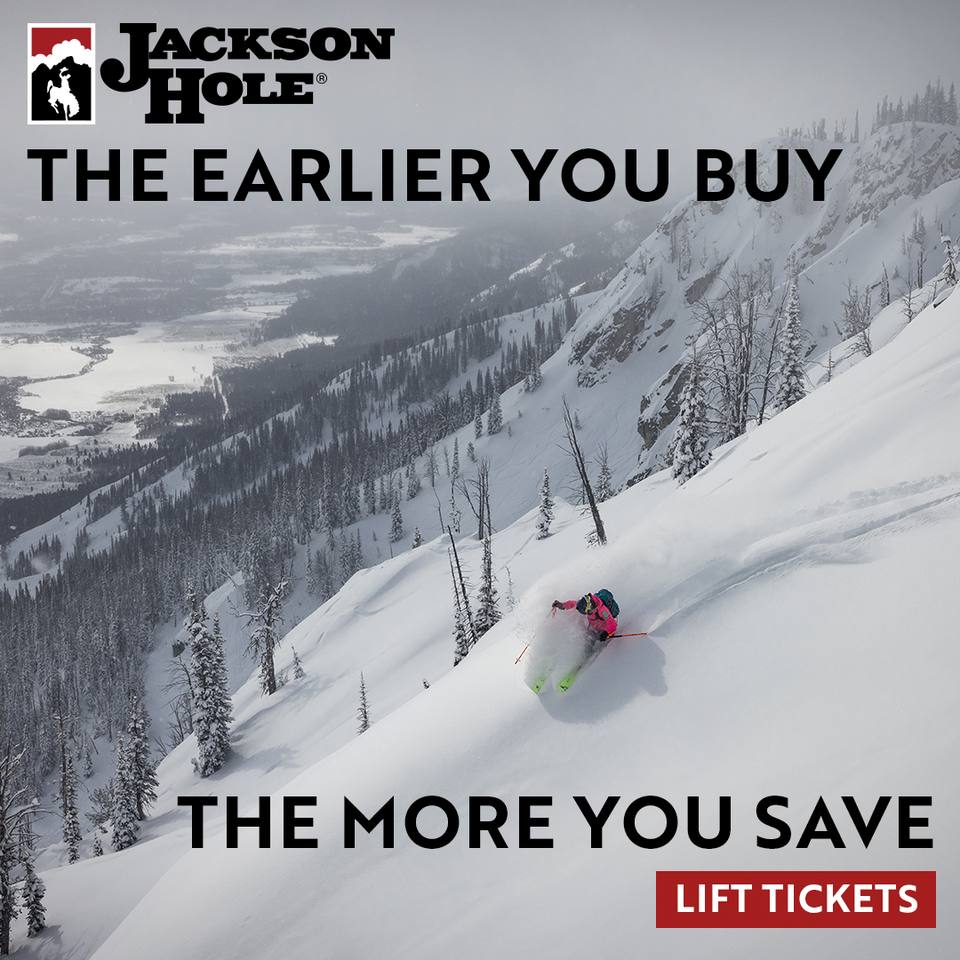 JACKSON
HOLE®
THE EARLIER YOU BUY
THE MORE YOU SAVE
LIFT TICKETS